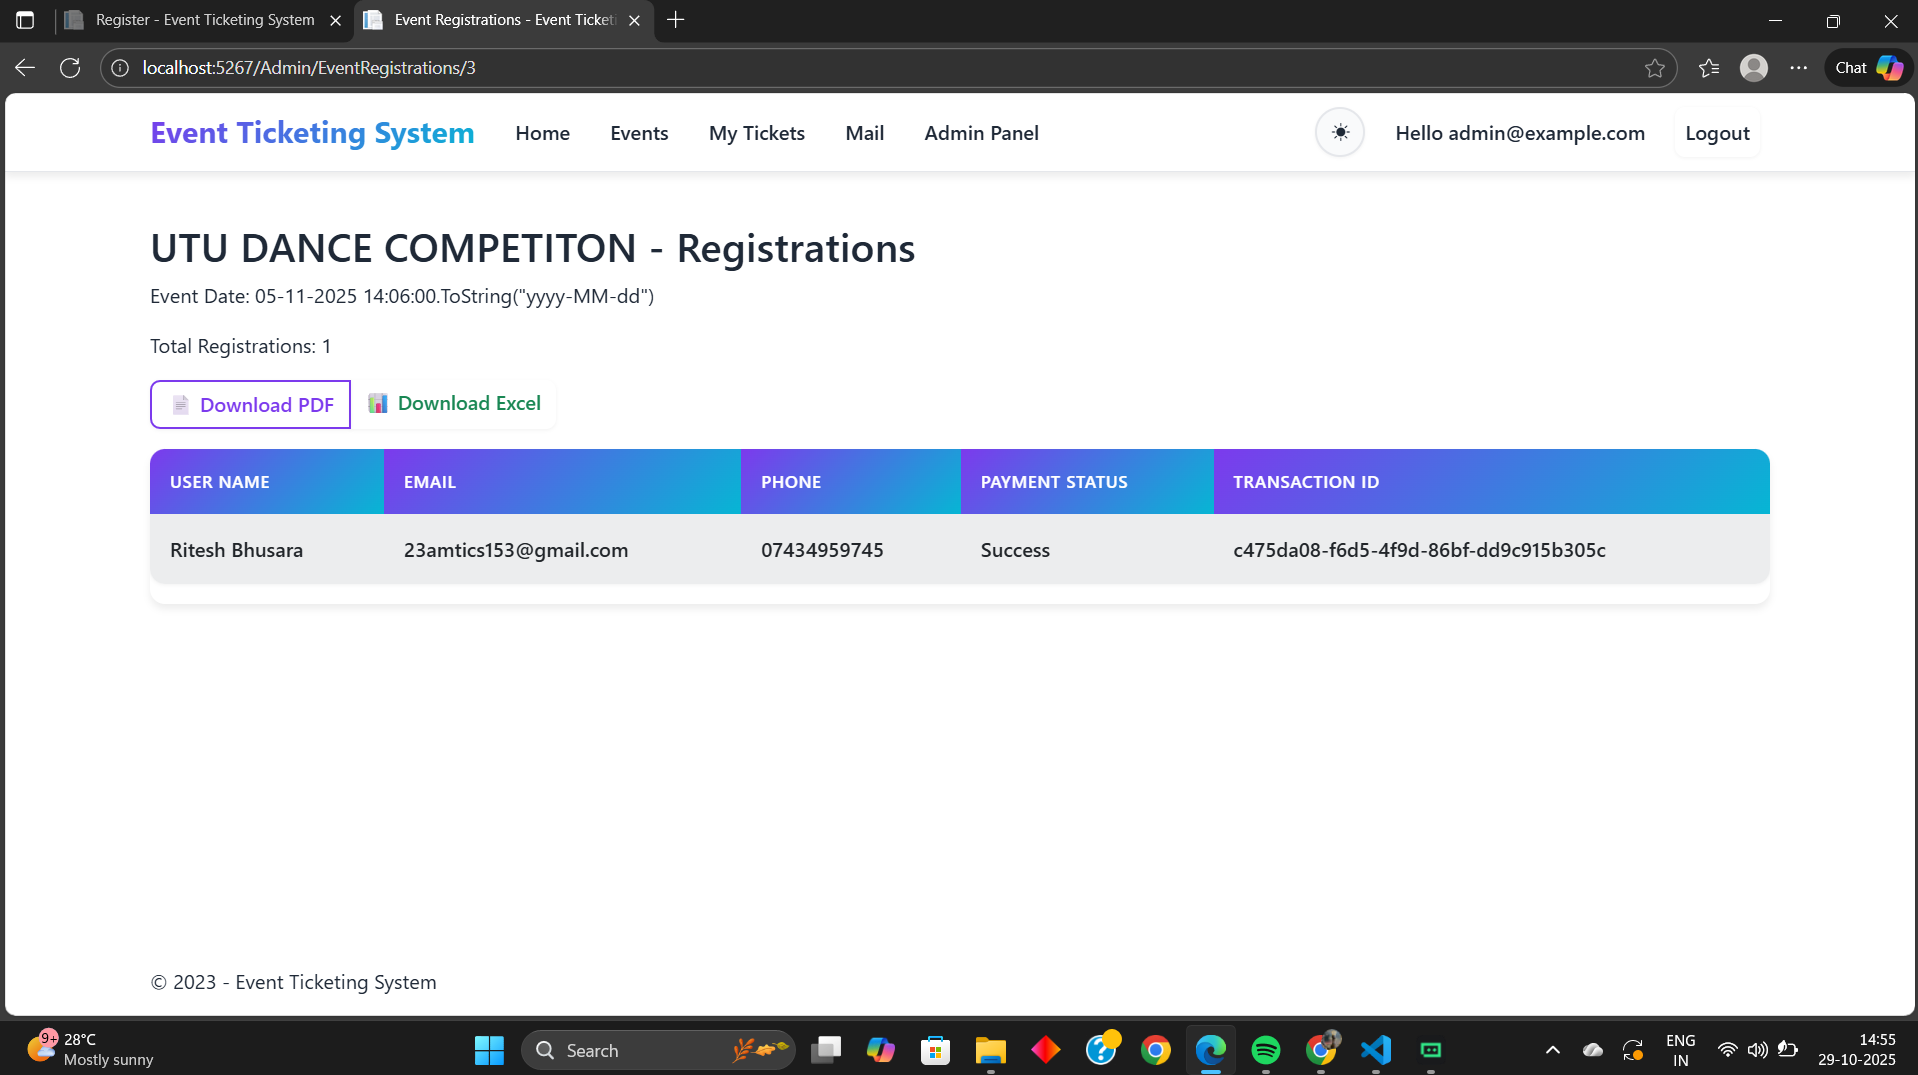 Register - Event Ticketing System
Event Registrations - Event Ticketi
localhost:5267/Admin/EventRegistrations/3
Chat
Event Ticketing System
Home
Events
My Tickets
Mail
Admin Panel
Hello admin@example.com
Logout
UTU DANCE COMPETITON - Registrations
Event Date: 05-11-2025 14:06:00.ToString("yyyy-MM-dd")
Total Registrations: 1
Download PDF
Download Excel
USER NAME EMAIL PHONE PAYMENT STATUS TRANSACTION ID
Ritesh Bhusara 23amtics153@gmail.com 07434959745 Success c475da08-f6d5-4f9d-86bf-dd9c915b305c
© 2023 - Event Ticketing System
9+
28°C
Mostly sunny
Search
ENG
IN
14:55
29-10-2025